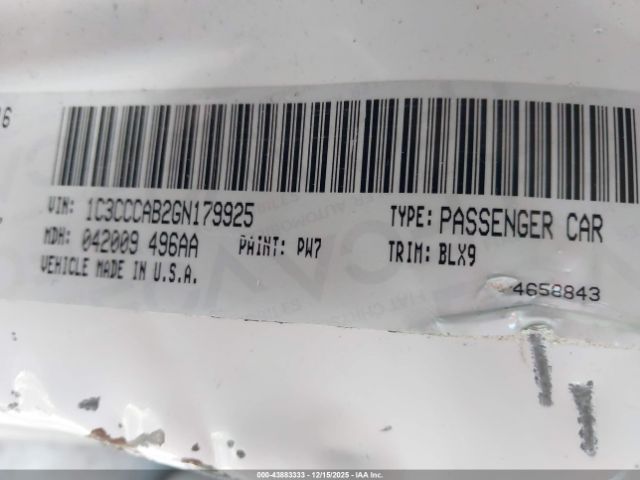 VIN: 1C3CCCAB2GN179925
TYPE: PASSENGER CAR
MDH: 042009 496AA PAINT: PW7
TRIM: BLX9
VEHICLE MADE IN U.S.A.
4658843
000-43883333 - 12/15/2025 - IAA Inc.